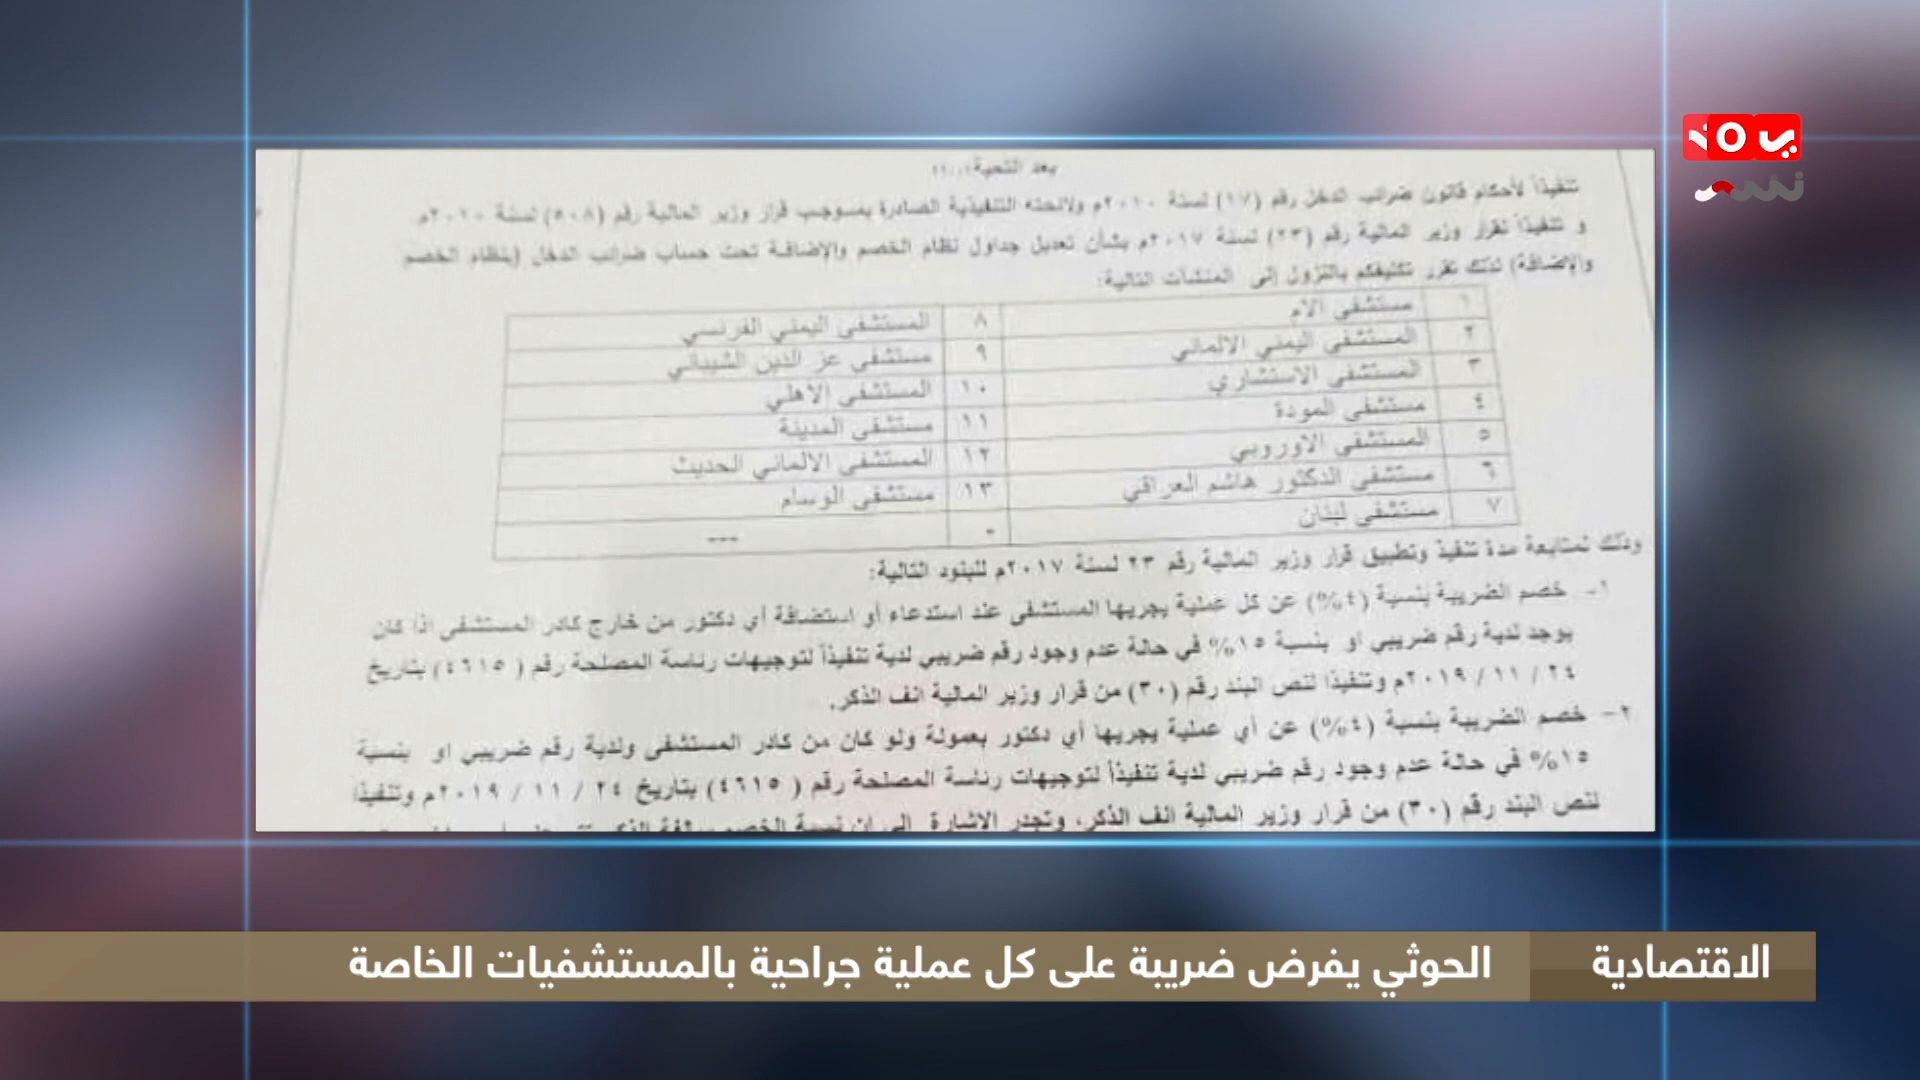 يمن
شباب
بعد التحية،،،،
تنفيذاً لأحكام قانون ضرائب الدخل رقم (١٧) لسنة ٢٠١٠م ولائحته التنفيذية الصادرة بموجب قرار وزير المالية رقم (٥٠٨) لسنة ٢٠١٠م.
و تنفيذاً لقرار وزير المالية رقم (٢٣) لسنة ٢٠١٧م بشأن تعديل جداول نظام الخصم والإضافة تحت حساب ضرائب الدخل (بنظام الخصم
والإضافة) لذلك تقرر تكليفكم بالنزول إلى المنشآت التالية:
١ مستشفى الام ٨ المستشفى اليمني الفرنسي
٢ المستشفى اليمني الالماني ٩ مستشفى عز الدين الشيباني
٣ المستشفى الاستشاري ١٠ المستشفى الاهلي
٤ مستشفى المودة ١١ مستشفى المدينة
٥ المستشفى الاوروبي ١٢ المستشفى الالماني الحديث
٦ مستشفى الدكتور هاشم العراقي ١٣ مستشفى الوسام
٧ مستشفى لبنان - ---
وذلك لمتابعة مدة تنفيذ وتطبيق قرار وزير المالية رقم ٢٣ لسنة ٢٠١٧م للبنود التالية:
١- خصم الضريبة بنسبة (٤%) عن كل عملية يجريها المستشفى عند استدعاء أو استضافة أي دكتور من خارج كادر المستشفى اذا كان
يوجد لدية رقم ضريبي او بنسبة ١٥% في حالة عدم وجود رقم ضريبي لدية تنفيذاً لتوجيهات رئاسة المصلحة رقم (٤٦١٥) بتاريخ
٢٤ / ١١ / ٢٠١٩م وتنفيذا لنص البند رقم (٣٠) من قرار وزير المالية انف الذكر.
٢- خصم الضريبة بنسبة (٤%) عن أي عملية يجريها أي دكتور بعمولة ولو كان من كادر المستشفى ولدية رقم ضريبي او بنسبة
١٥% في حالة عدم وجود رقم ضريبي لدية تنفيذاً لتوجيهات رئاسة المصلحة رقم (٤٦١٥) بتاريخ ٢٤ / ١١ / ٢٠١٩م وتنفيذا
لنص البند رقم (٣٠) من قرار وزير المالية انف الذكر، وتجدر الاشارة الى ان نسبة الخصم
الاقتصادية
الحوثي يفرض ضريبة على كل عملية جراحية بالمستشفيات الخاصة